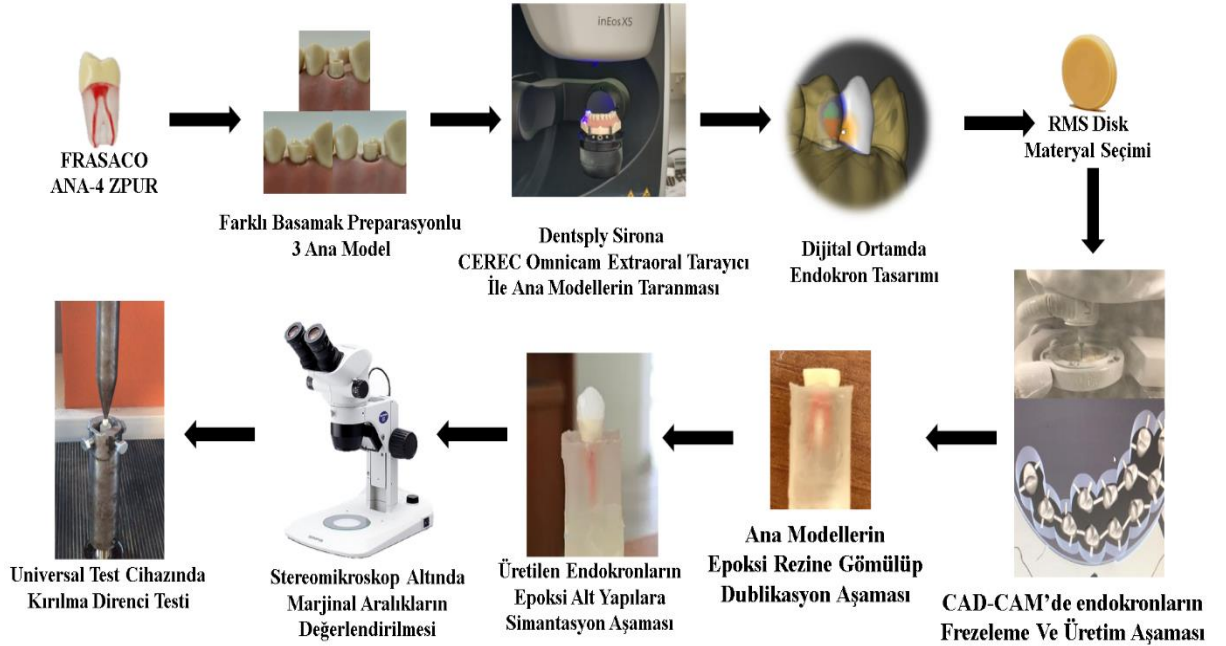 inEos X5
FRASACO
ANA-4 ZPUR
Farklı Basamak Preparasyonlu
3 Ana Model
Dentsply Sirona
CEREC Omnicam Extraoral Tarayıcı
İle Ana Modellerin Taranması
Dijital Ortamda
Endokron Tasarımı
RMS Disk
Materyal Seçimi
CAD-CAM’de endokronların
Frezeleme Ve Üretim Aşaması
Ana Modellerin
Epoksi Rezine Gömülüp
Dublikasyon Aşaması
Üretilen Endokronların
Epoksi Alt Yapılara
Simantasyon Aşaması
Stereomikroskop Altında
Marjinal Aralıkların
Değerlendirilmesi
Universal Test Cihazında
Kırılma Direnci Testi